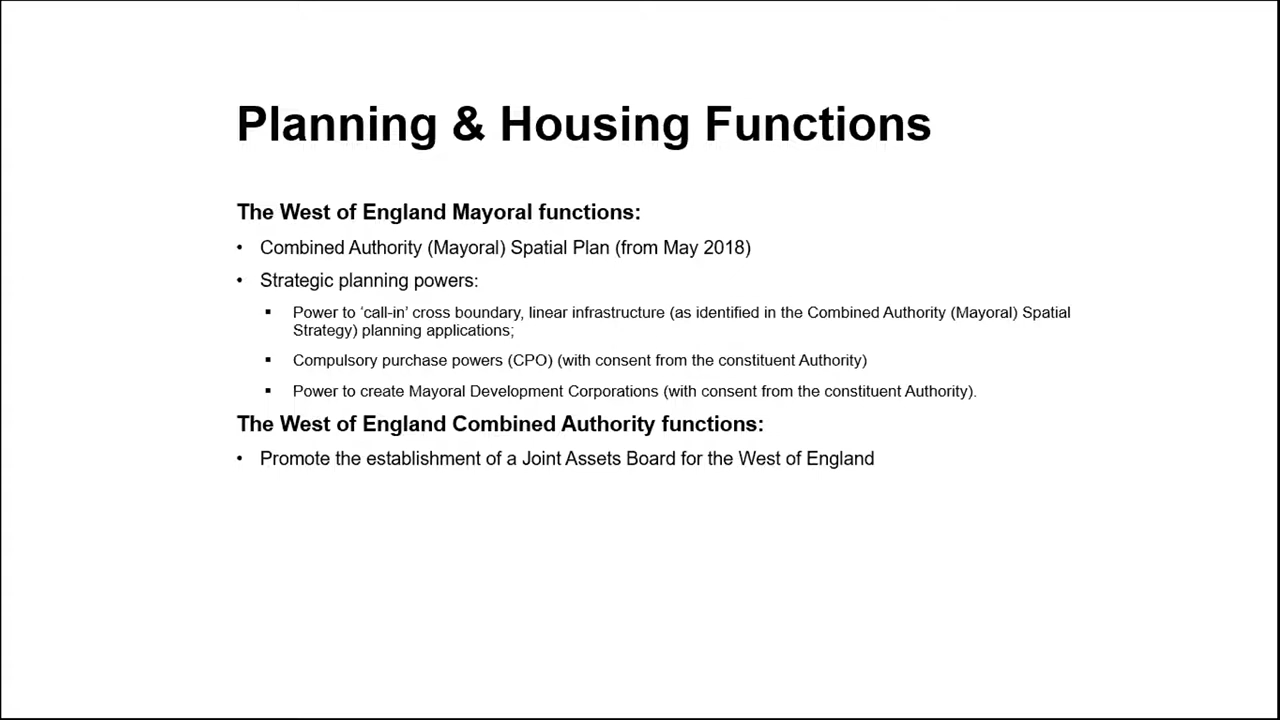 Planning & Housing Functions
The West of England Mayoral functions:
• Combined Authority (Mayoral) Spatial Plan (from May 2018)
• Strategic planning powers:
▪ Power to ‘call-in’ cross boundary, linear infrastructure (as identified in the Combined Authority (Mayoral) Spatial
Strategy) planning applications;
▪ Compulsory purchase powers (CPO) (with consent from the constituent Authority)
▪ Power to create Mayoral Development Corporations (with consent from the constituent Authority).
The West of England Combined Authority functions:
• Promote the establishment of a Joint Assets Board for the West of England